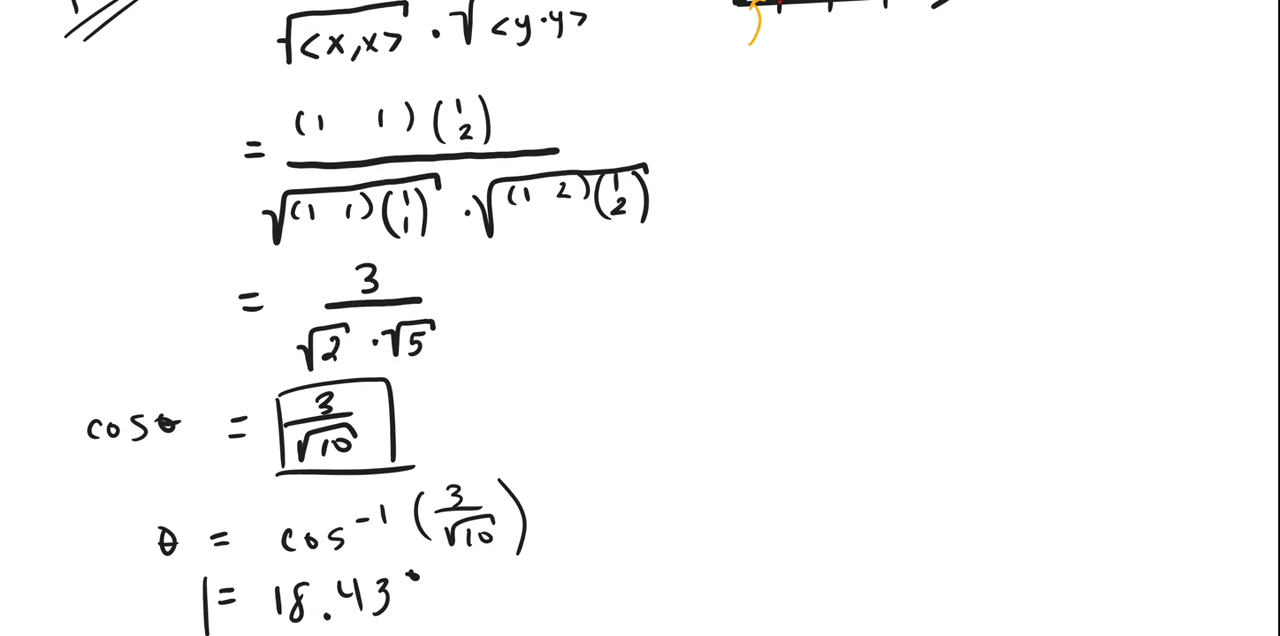 √<x,x> · √<y·y>
= (1 1)(1 2)
√(1 1)(1 1) · √(1 2)(1 2)
= 3
√2 · √5
cosθ = 3/√10
θ = cos⁻¹(3/√10)
= 18.43°